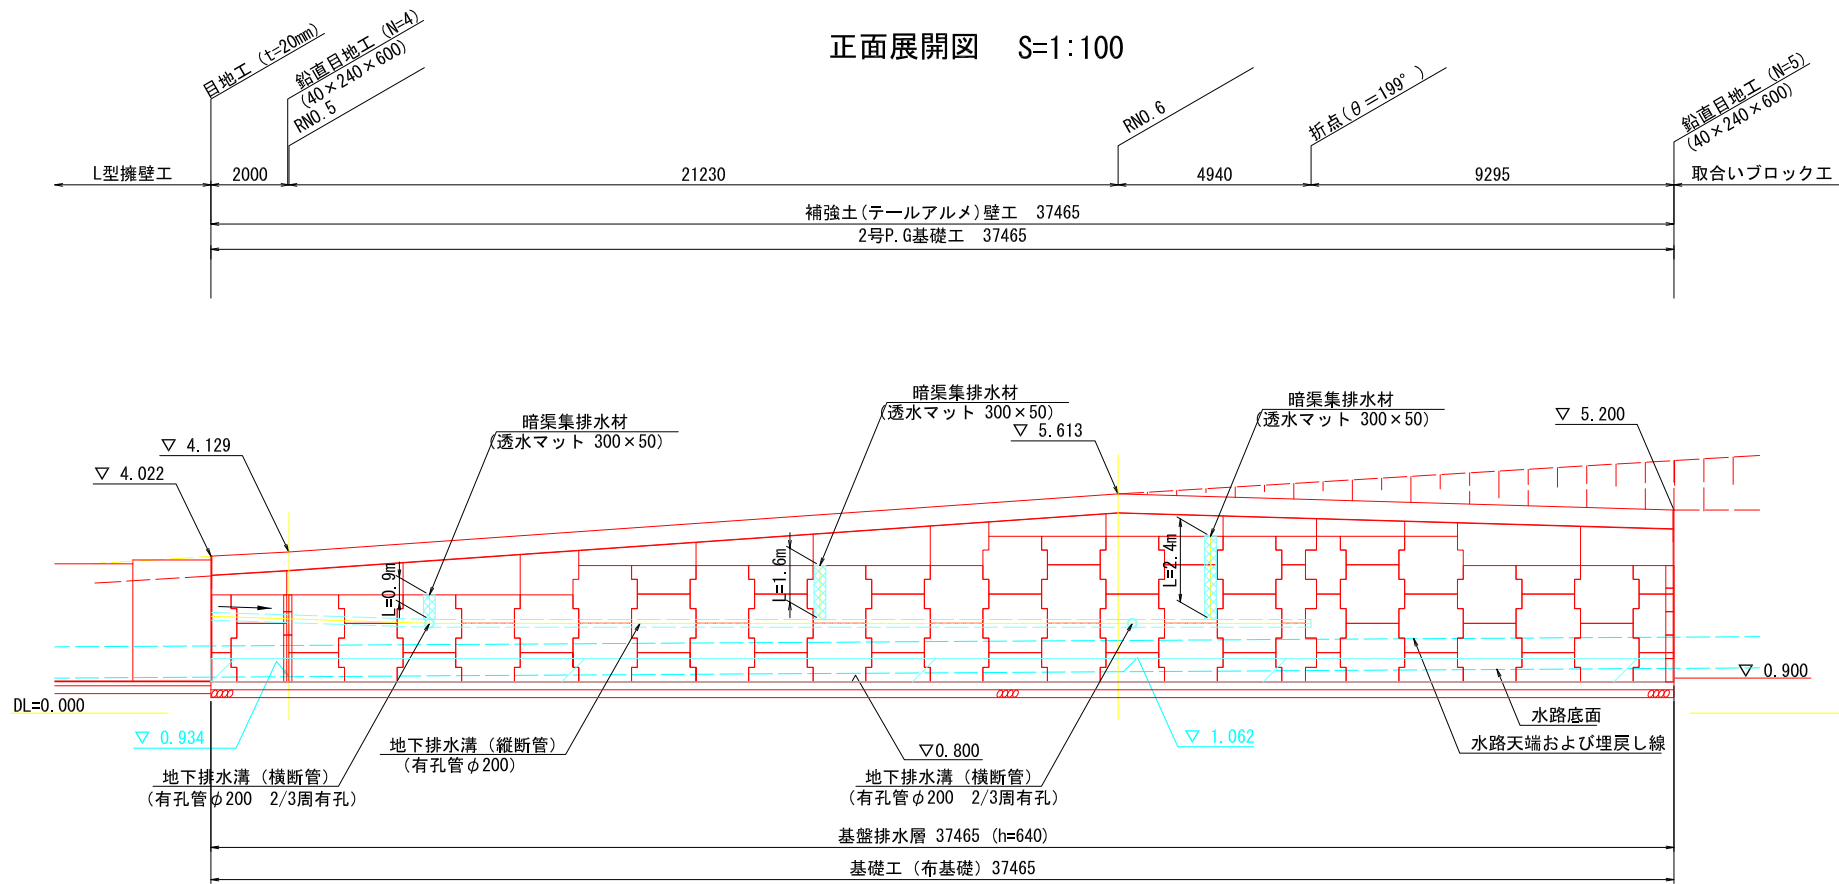 正面展開図 S=1:100
目地工 (t=20mm)
鉛直目地工 (N=4)
(40×240×600)
RNO.5
RNO.6
折点(θ=199°)
鉛直目地工 (N=5)
(40×240×600)
L型擁壁工
2000
21230
4940
9295
取合いブロック工
補強土(テールアルメ)壁工 37465
2号P.G基礎工 37465
暗渠集排水材
(透水マット 300×50)
暗渠集排水材
(透水マット 300×50)
暗渠集排水材
(透水マット 300×50)
▽ 4.022
▽ 4.129
▽ 5.613
▽ 5.200
L=0.9m
L=1.6m
L=2.4m
▽ 0.900
DL=0.000
▽ 0.934
▽ 1.062
水路底面
水路天端および埋戻し線
地下排水溝 (縦断管)
(有孔管φ200)
▽0.800
地下排水溝 (横断管)
(有孔管φ200 2/3周有孔)
地下排水溝 (横断管)
(有孔管φ200 2/3周有孔)
基盤排水層 37465 (h=640)
基礎工 (布基礎) 37465